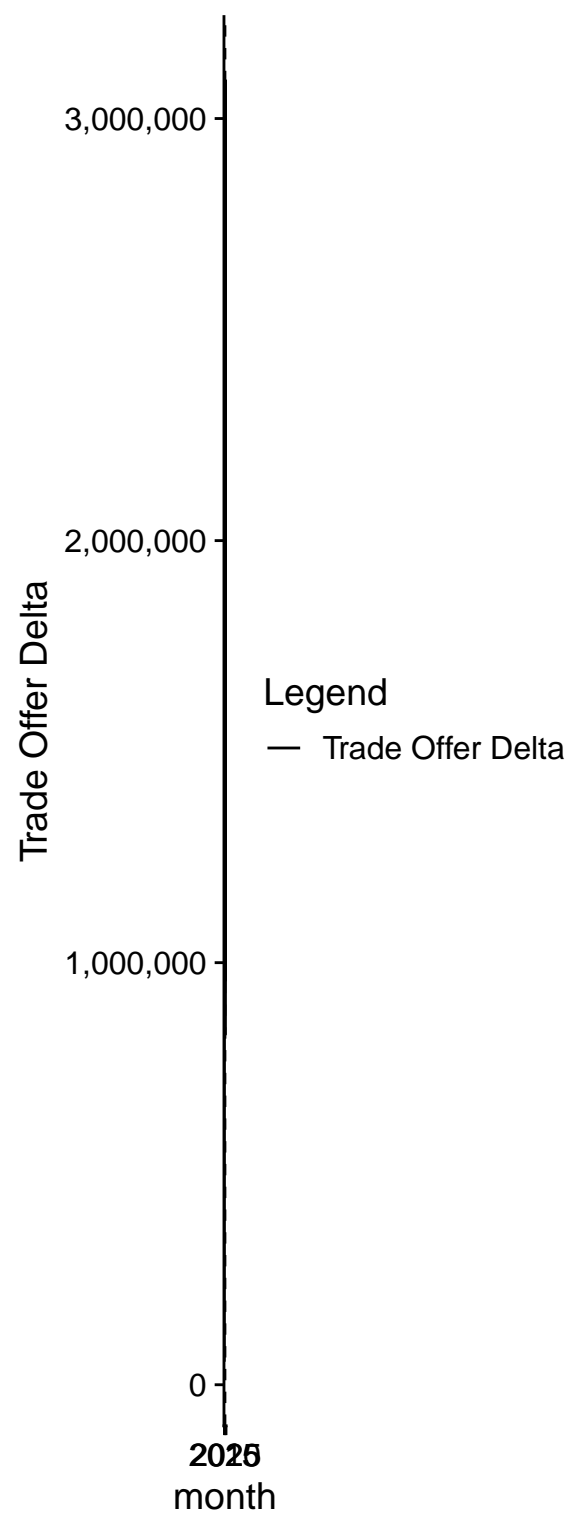 3,000,000
2,000,000
Trade Offer Delta
Legend
Trade Offer Delta
1,000,000
0
month